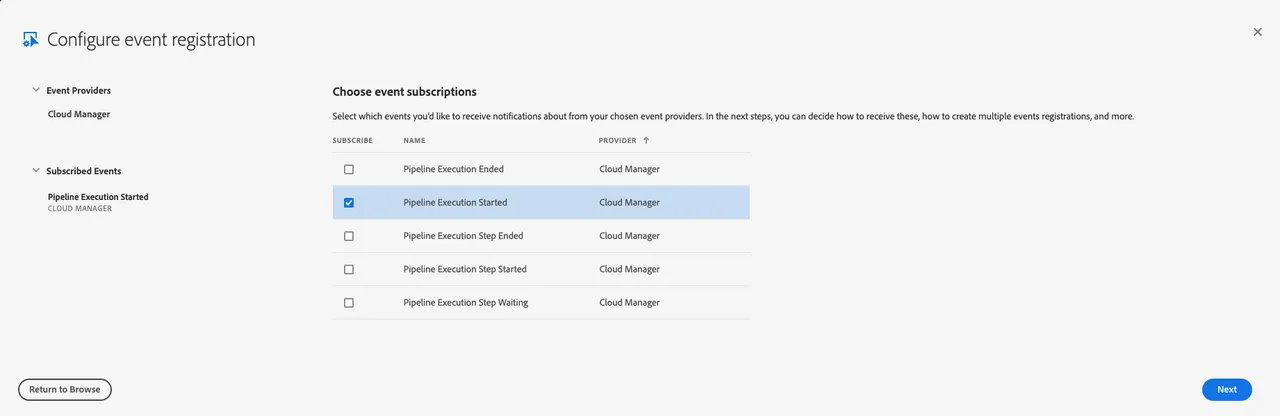 Configure event registration
Event Providers
Cloud Manager
Subscribed Events
Pipeline Execution Started
CLOUD MANAGER
Choose event subscriptions
Select which events you'd like to receive notifications about from your chosen event providers. In the next steps, you can decide how to receive these, how to create multiple events registrations, and more.
SUBSCRIBE NAME PROVIDER
Pipeline Execution Ended Cloud Manager
Pipeline Execution Started Cloud Manager
Pipeline Execution Step Ended Cloud Manager
Pipeline Execution Step Started Cloud Manager
Pipeline Execution Step Waiting Cloud Manager
Return to Browse
Next